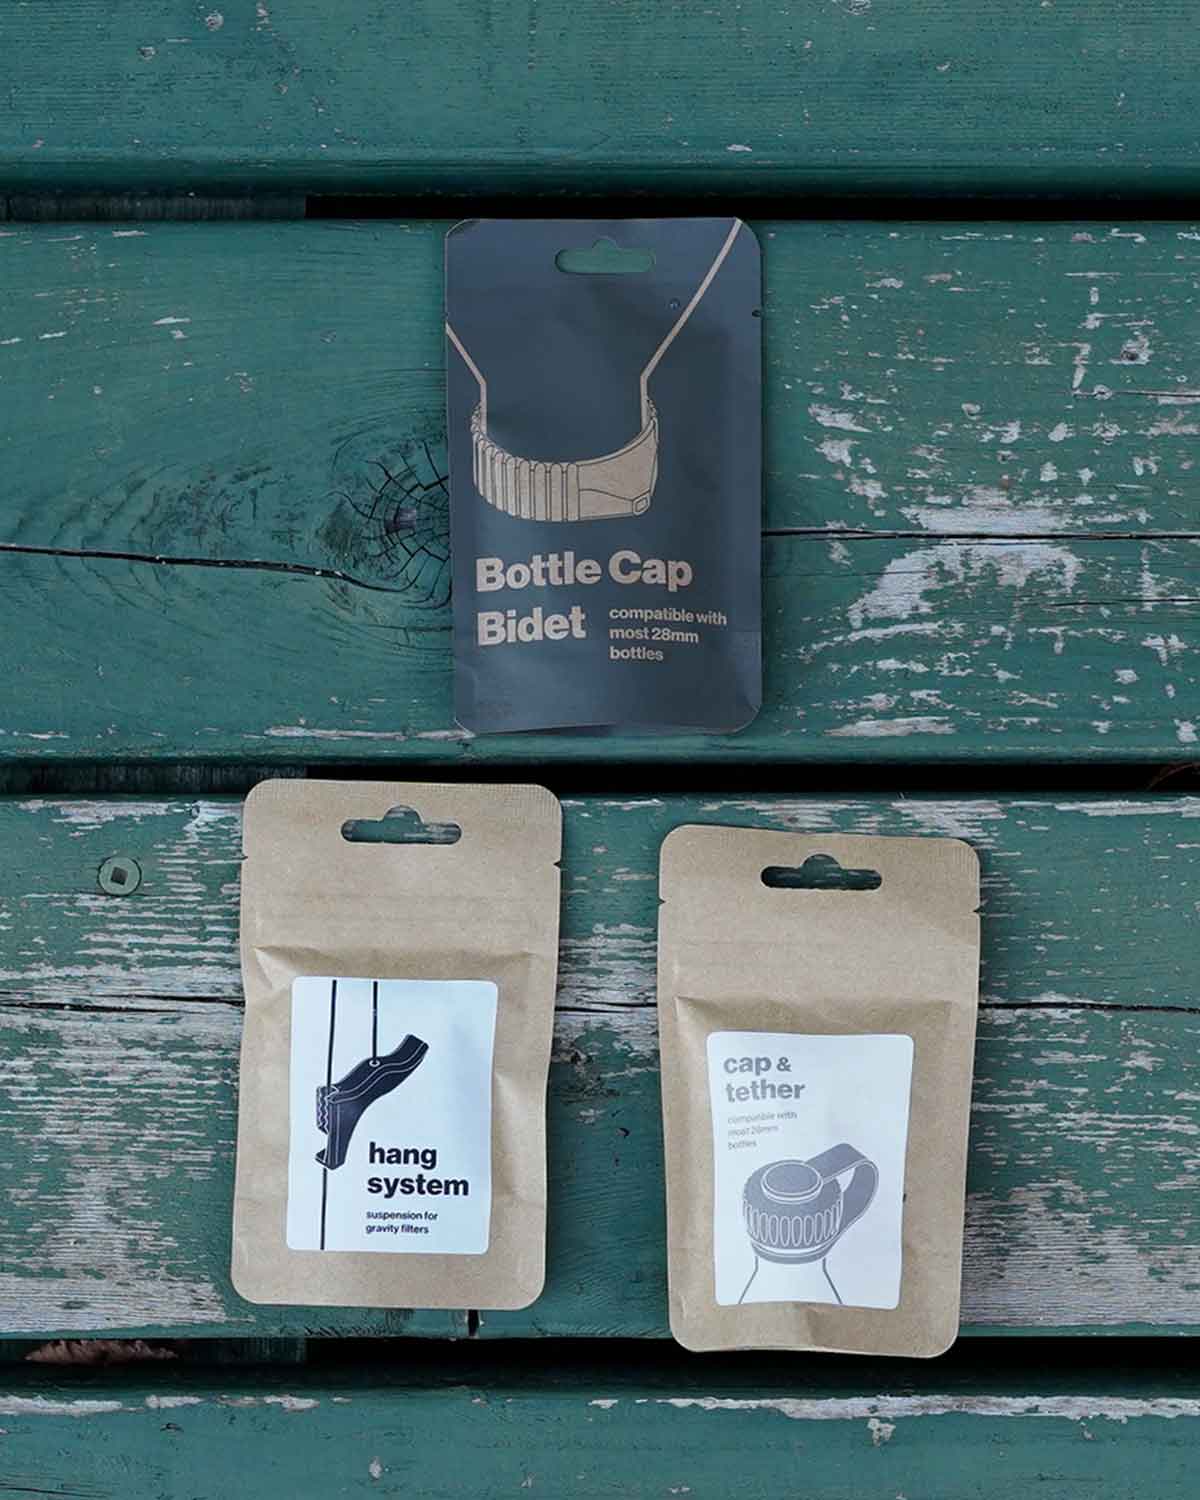 Bottle Cap
Bidet
compatible with
most 28mm
bottles
hang
system
suspension for
gravity filters
cap &
tether
compatible with
most 28mm
bottles